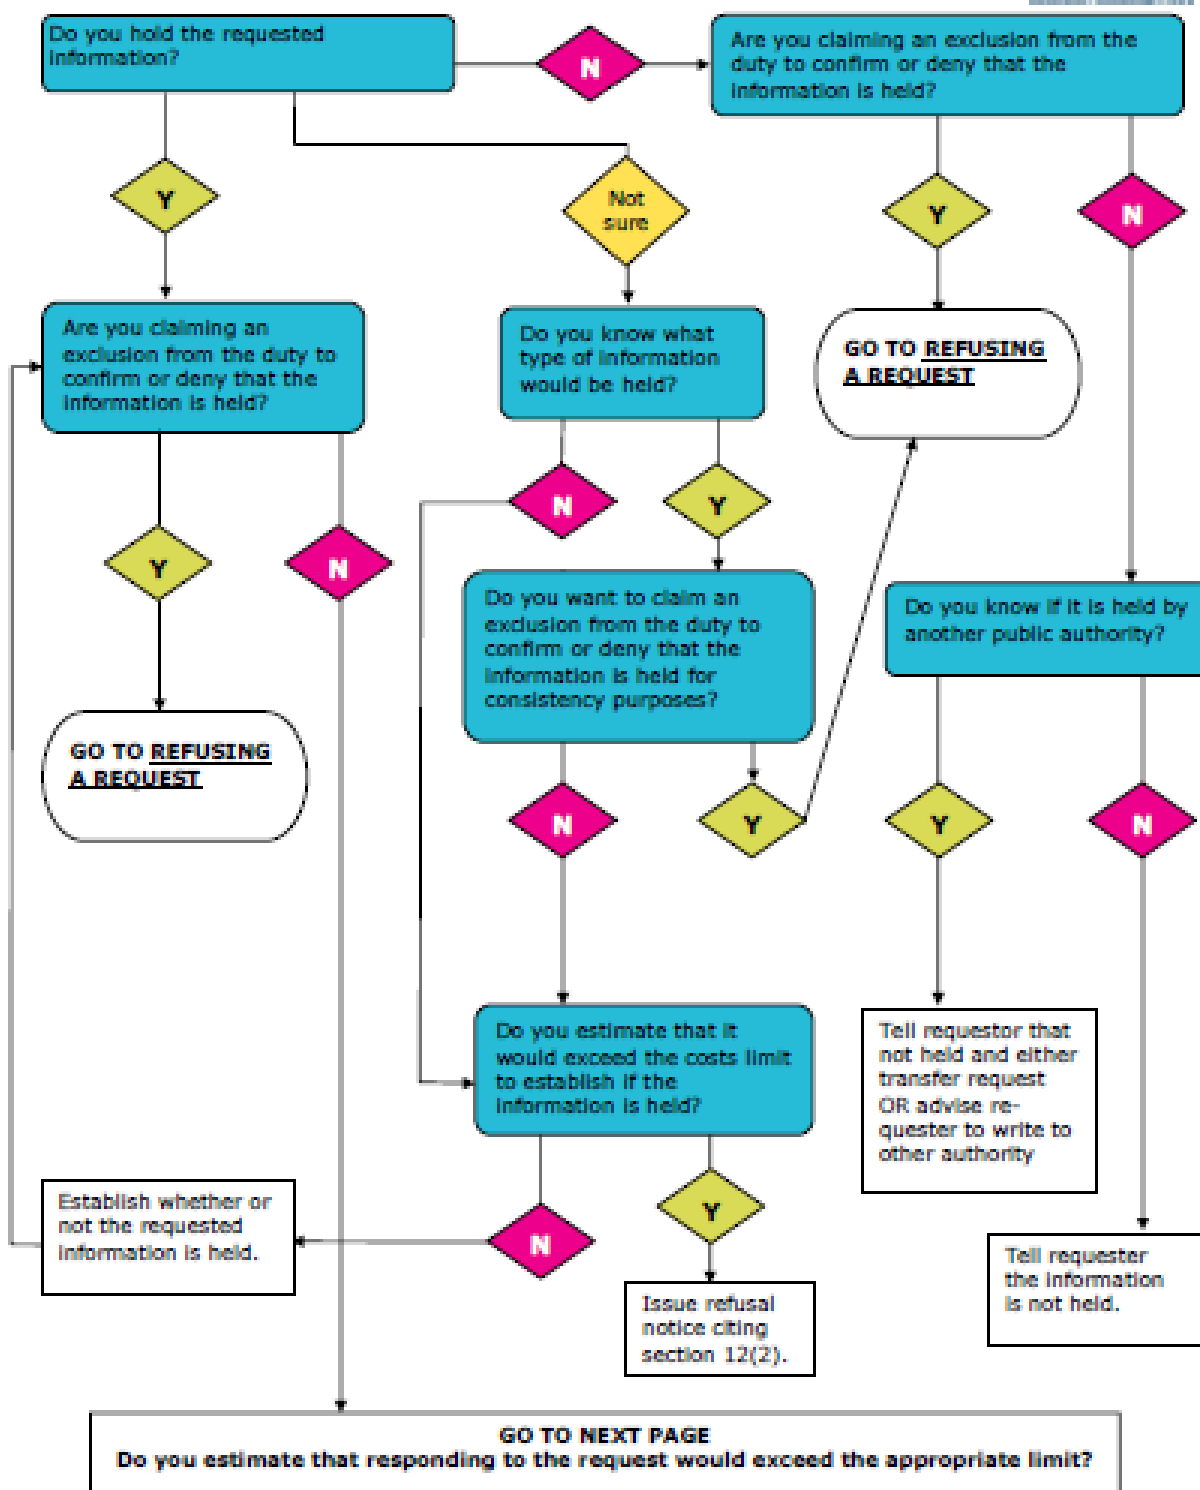 Do you hold the requested
information?
N
Are you claiming an exclusion from the
duty to confirm or deny that the
information is held?
Y
Not
sure
Y
N
Are you claiming an
exclusion from the duty to
confirm or deny that the
information is held?
Do you know what
type of information
would be held?
GO TO REFUSING
A REQUEST
N
Y
Y
N
Do you want to claim an
exclusion from the duty to
confirm or deny that the
information is held for
consistency purposes?
Do you know if it is held by
another public authority?
GO TO REFUSING
A REQUEST
N
Y
Y
N
Do you estimate that it
would exceed the costs limit
to establish if the
information is held?
Tell requestor that
not held and either
transfer request
OR advise re-
quester to write to
other authority
Establish whether or
not the requested
information is held.
N
Y
Issue refusal
notice citing
section 12(2).
Tell requester
the information
is not held.
GO TO NEXT PAGE
Do you estimate that responding to the request would exceed the appropriate limit?